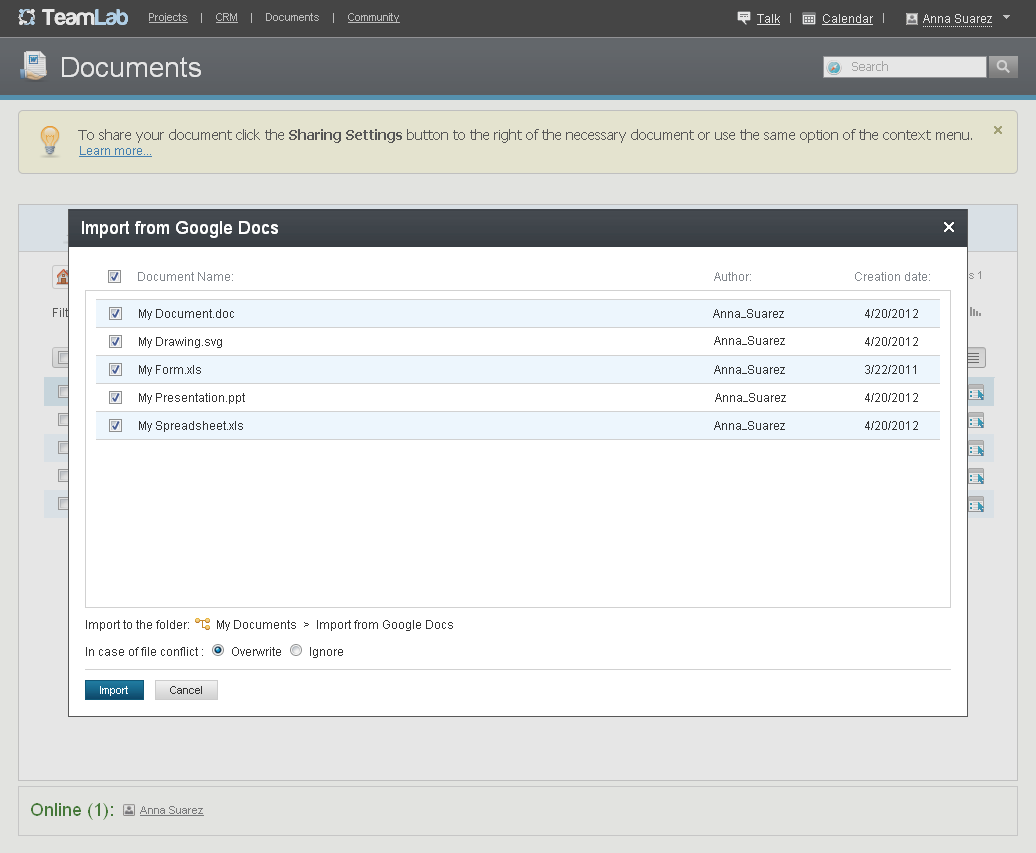 TeamLab Projects | CRM | Documents | Community Talk | Calendar | Anna Suarez
Documents Search
To share your document click the Sharing Settings button to the right of the necessary document or use the same option of the context menu.
Learn more...
Import from Google Docs
Document Name: Author: Creation date:
s 1
My Document.doc Anna_Suarez 4/20/2012
Filt
My Drawing.svg Anna_Suarez 4/20/2012
My Form.xls Anna_Suarez 3/22/2011
My Presentation.ppt Anna_Suarez 4/20/2012
My Spreadsheet.xls Anna_Suarez 4/20/2012
Import to the folder: My Documents > Import from Google Docs
In case of file conflict : Overwrite Ignore
Import Cancel
Online (1): Anna Suarez